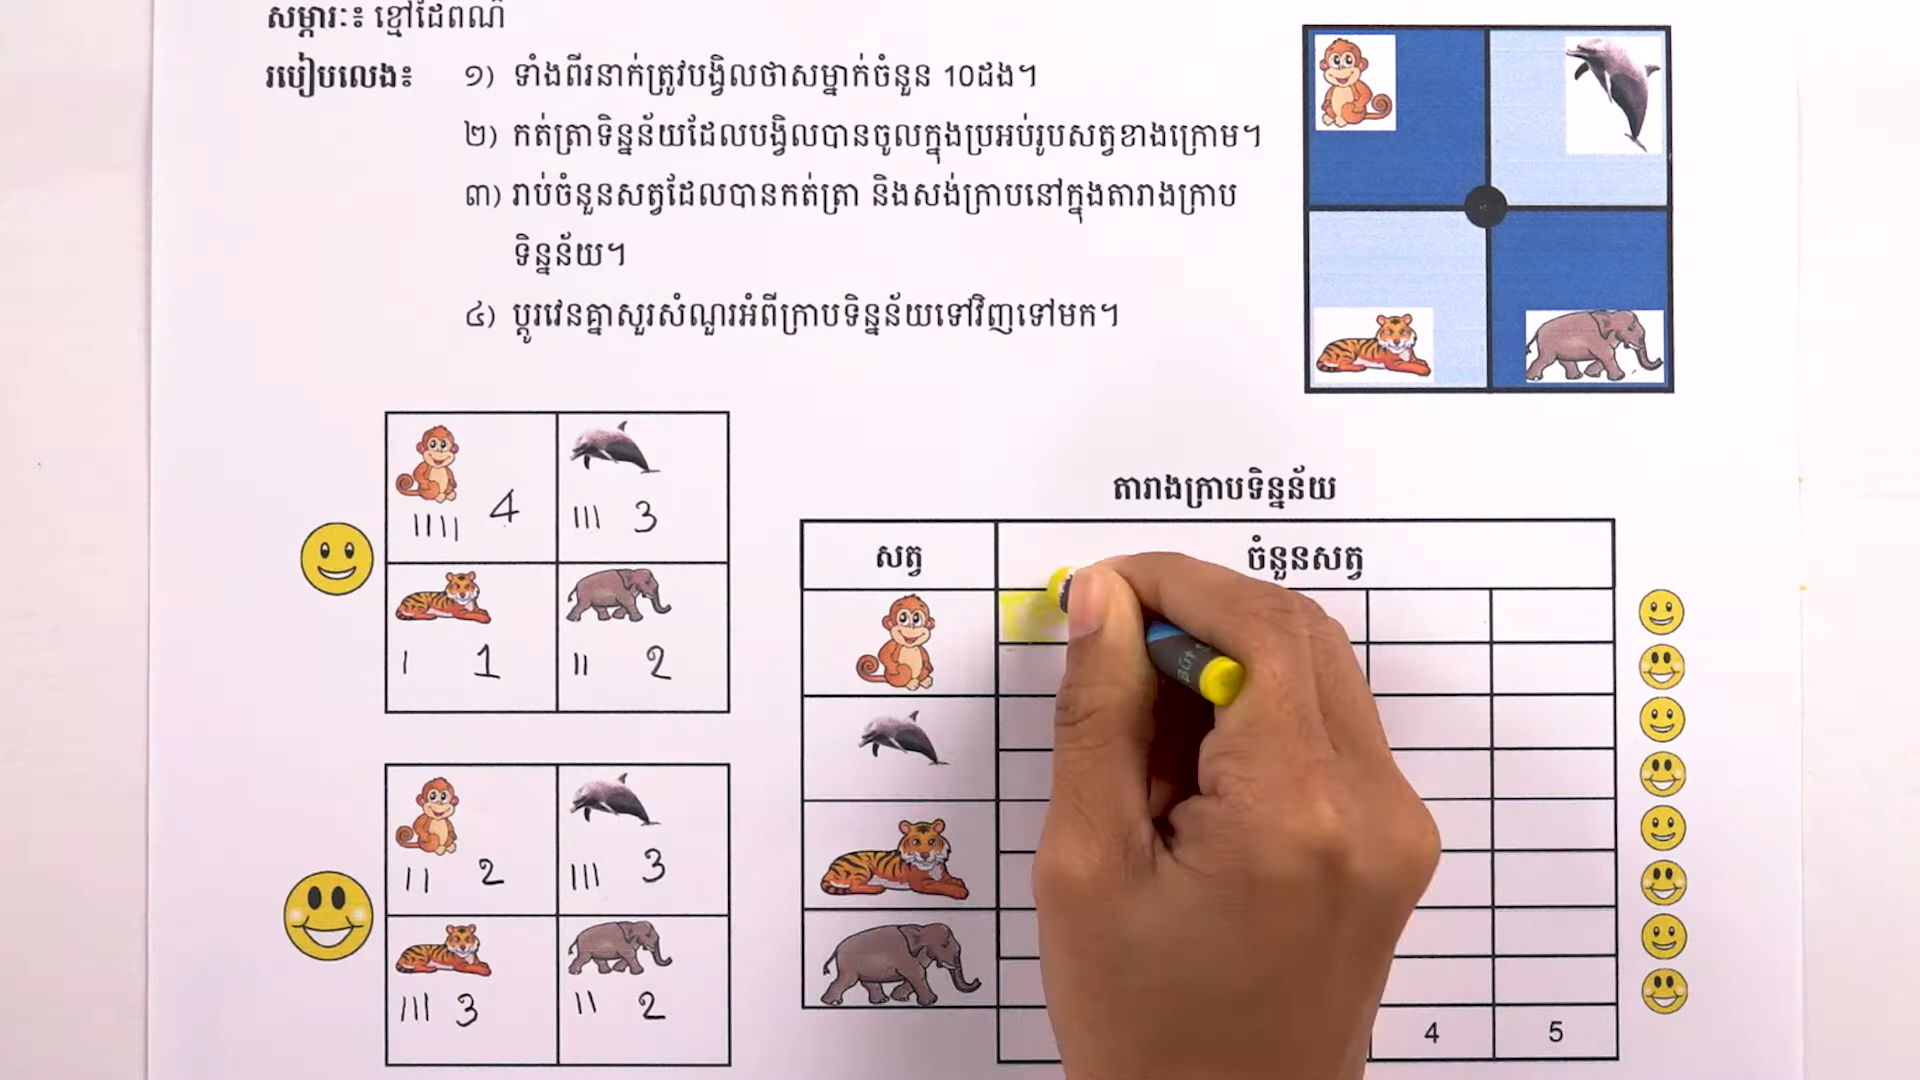 សម្ភារៈ៖ ខ្មៅដៃពណ៌
របៀបលេង៖ ១) ទាំងពីរនាក់ត្រូវបង្វិលថាសម្នាក់ចំនួន 10ដង។
២) កត់ត្រាទិន្នន័យដែលបង្វិលបានចូលក្នុងប្រអប់រូបសត្វខាងក្រោម។
៣) រាប់ចំនួនសត្វដែលបានកត់ត្រា និងសង់ក្រាបនៅក្នុងតារាងក្រាប
ទិន្នន័យ។
៤) ប្ដូរវេនគ្នាសួរសំណួរអំពីក្រាបទិន្នន័យទៅវិញទៅមក។
4 3
1 2
2 3
3 2
តារាងក្រាបទិន្នន័យ
សត្វ ចំនួនសត្វ
4 5